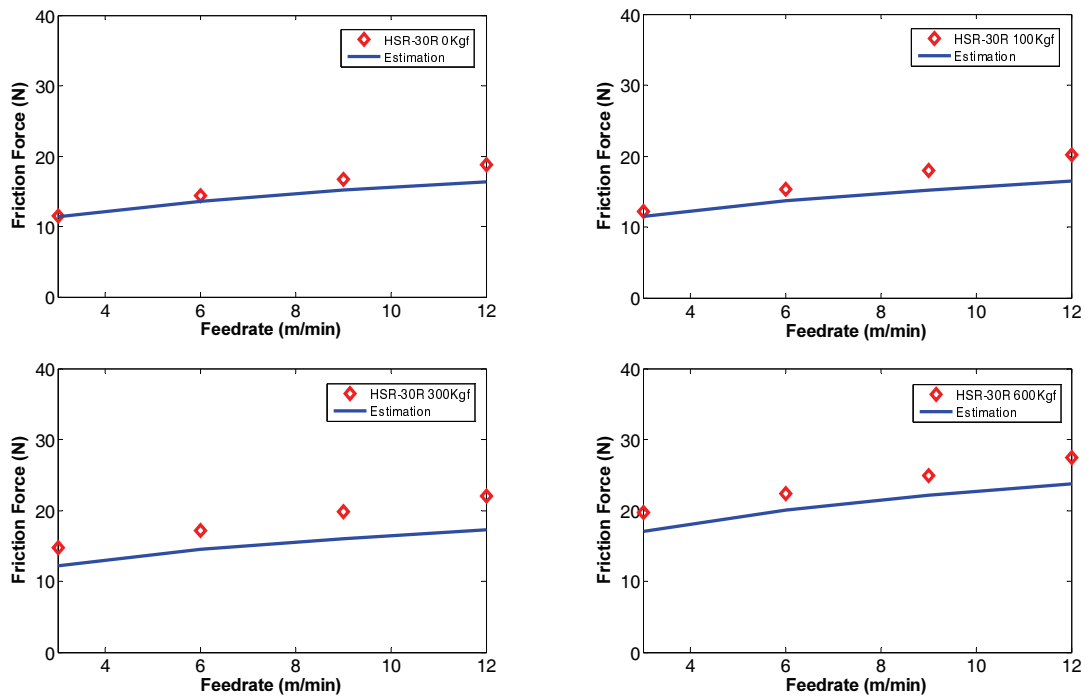 40
30
20
10
0
Friction Force (N)
HSR-30R 0Kgf
Estimation
4 6 8 10 12
Feedrate (m/min)
40
30
20
10
0
Friction Force (N)
HSR-30R 100Kgf
Estimation
4 6 8 10 12
Feedrate (m/min)
40
30
20
10
0
Friction Force (N)
HSR-30R 300Kgf
Estimation
4 6 8 10 12
Feedrate (m/min)
40
30
20
10
0
Friction Force (N)
HSR-30R 600Kgf
Estimation
4 6 8 10 12
Feedrate (m/min)